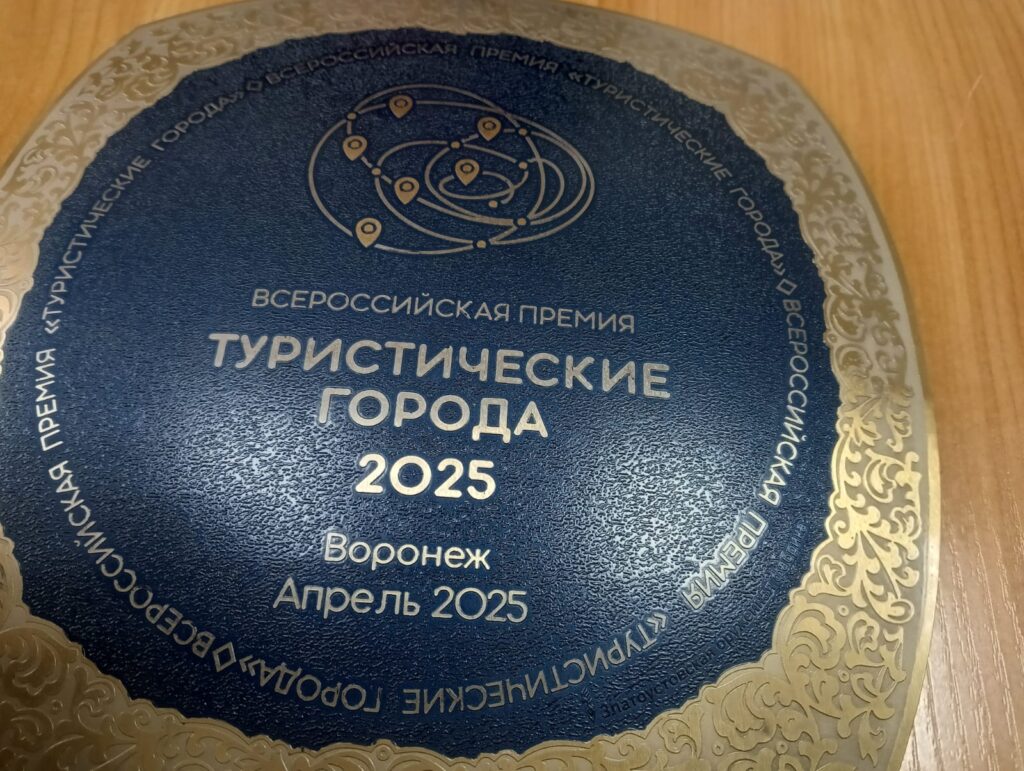 ВСЕРОССИЙСКАЯ ПРЕМИЯ
ТУРИСТИЧЕСКИЕ
ГОРОДА
2025
Воронеж
Апрель 2025
ВСЕРОССИЙСКАЯ ПРЕМИЯ «ТУРИСТИЧЕСКИЕ ГОРОДА» ◊ ВСЕРОССИЙСКАЯ ПРЕМИЯ «ТУРИСТИЧЕСКИЕ ГОРОДА» ◊ ВСЕРОССИЙСКАЯ ПРЕМИЯ «ТУРИСТИЧЕСКИЕ ГОРОДА» ◊
Златоустовская